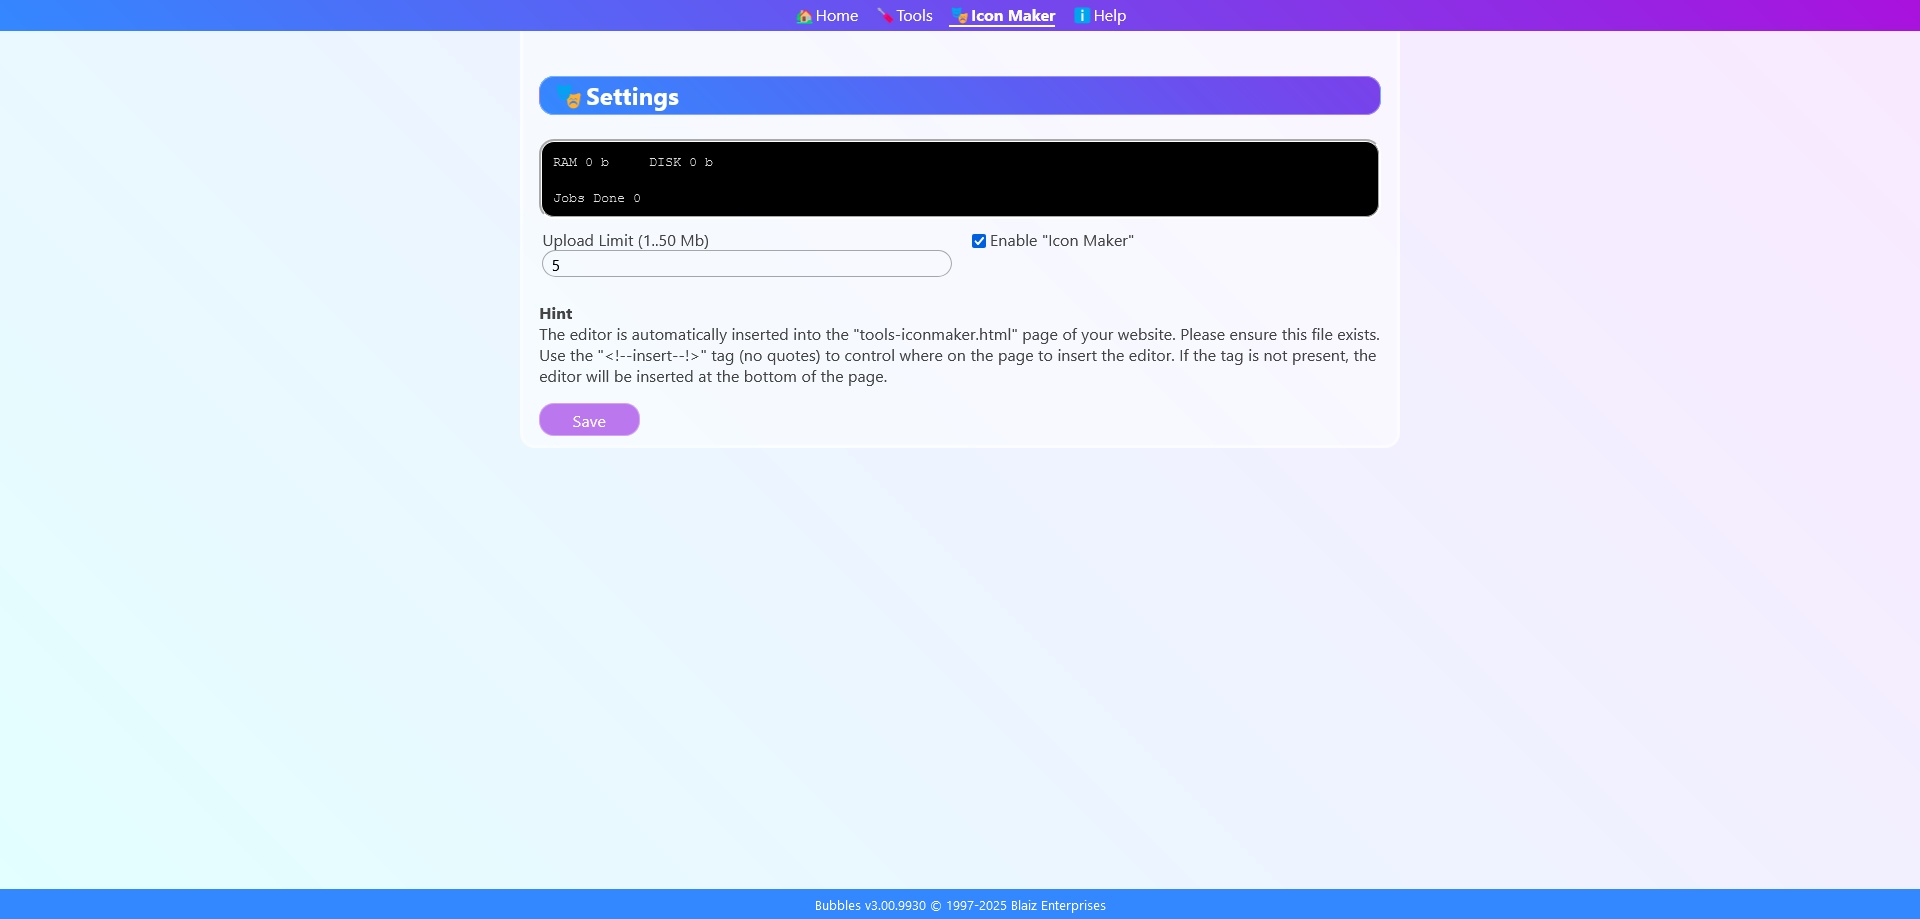 Home Tools Icon Maker Help
Settings
RAM 0 b DISK 0 b
Jobs Done 0
Upload Limit (1..50 Mb) Enable "Icon Maker"
5
Hint
The editor is automatically inserted into the "tools-iconmaker.html" page of your website. Please ensure this file exists.
Use the "<!--insert--!>" tag (no quotes) to control where on the page to insert the editor. If the tag is not present, the
editor will be inserted at the bottom of the page.
Save
Bubbles v3.00.9930 © 1997-2025 Blaiz Enterprises